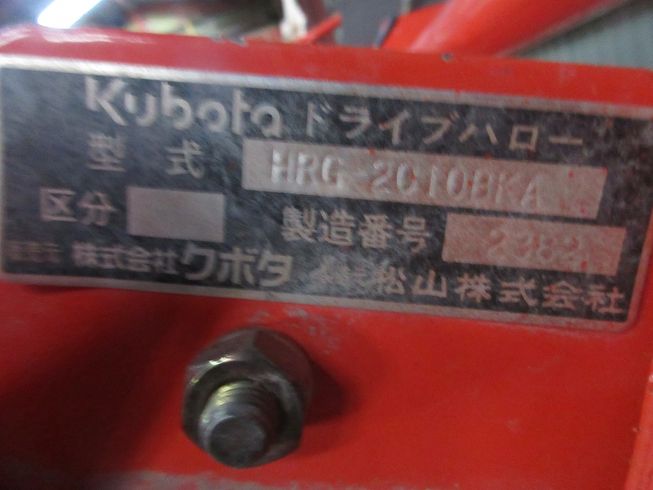 Kubota ドライブハロー
型式 HRG-2010BKA
区分 製造番号 2382
株式会社クボタ 松山株式会社